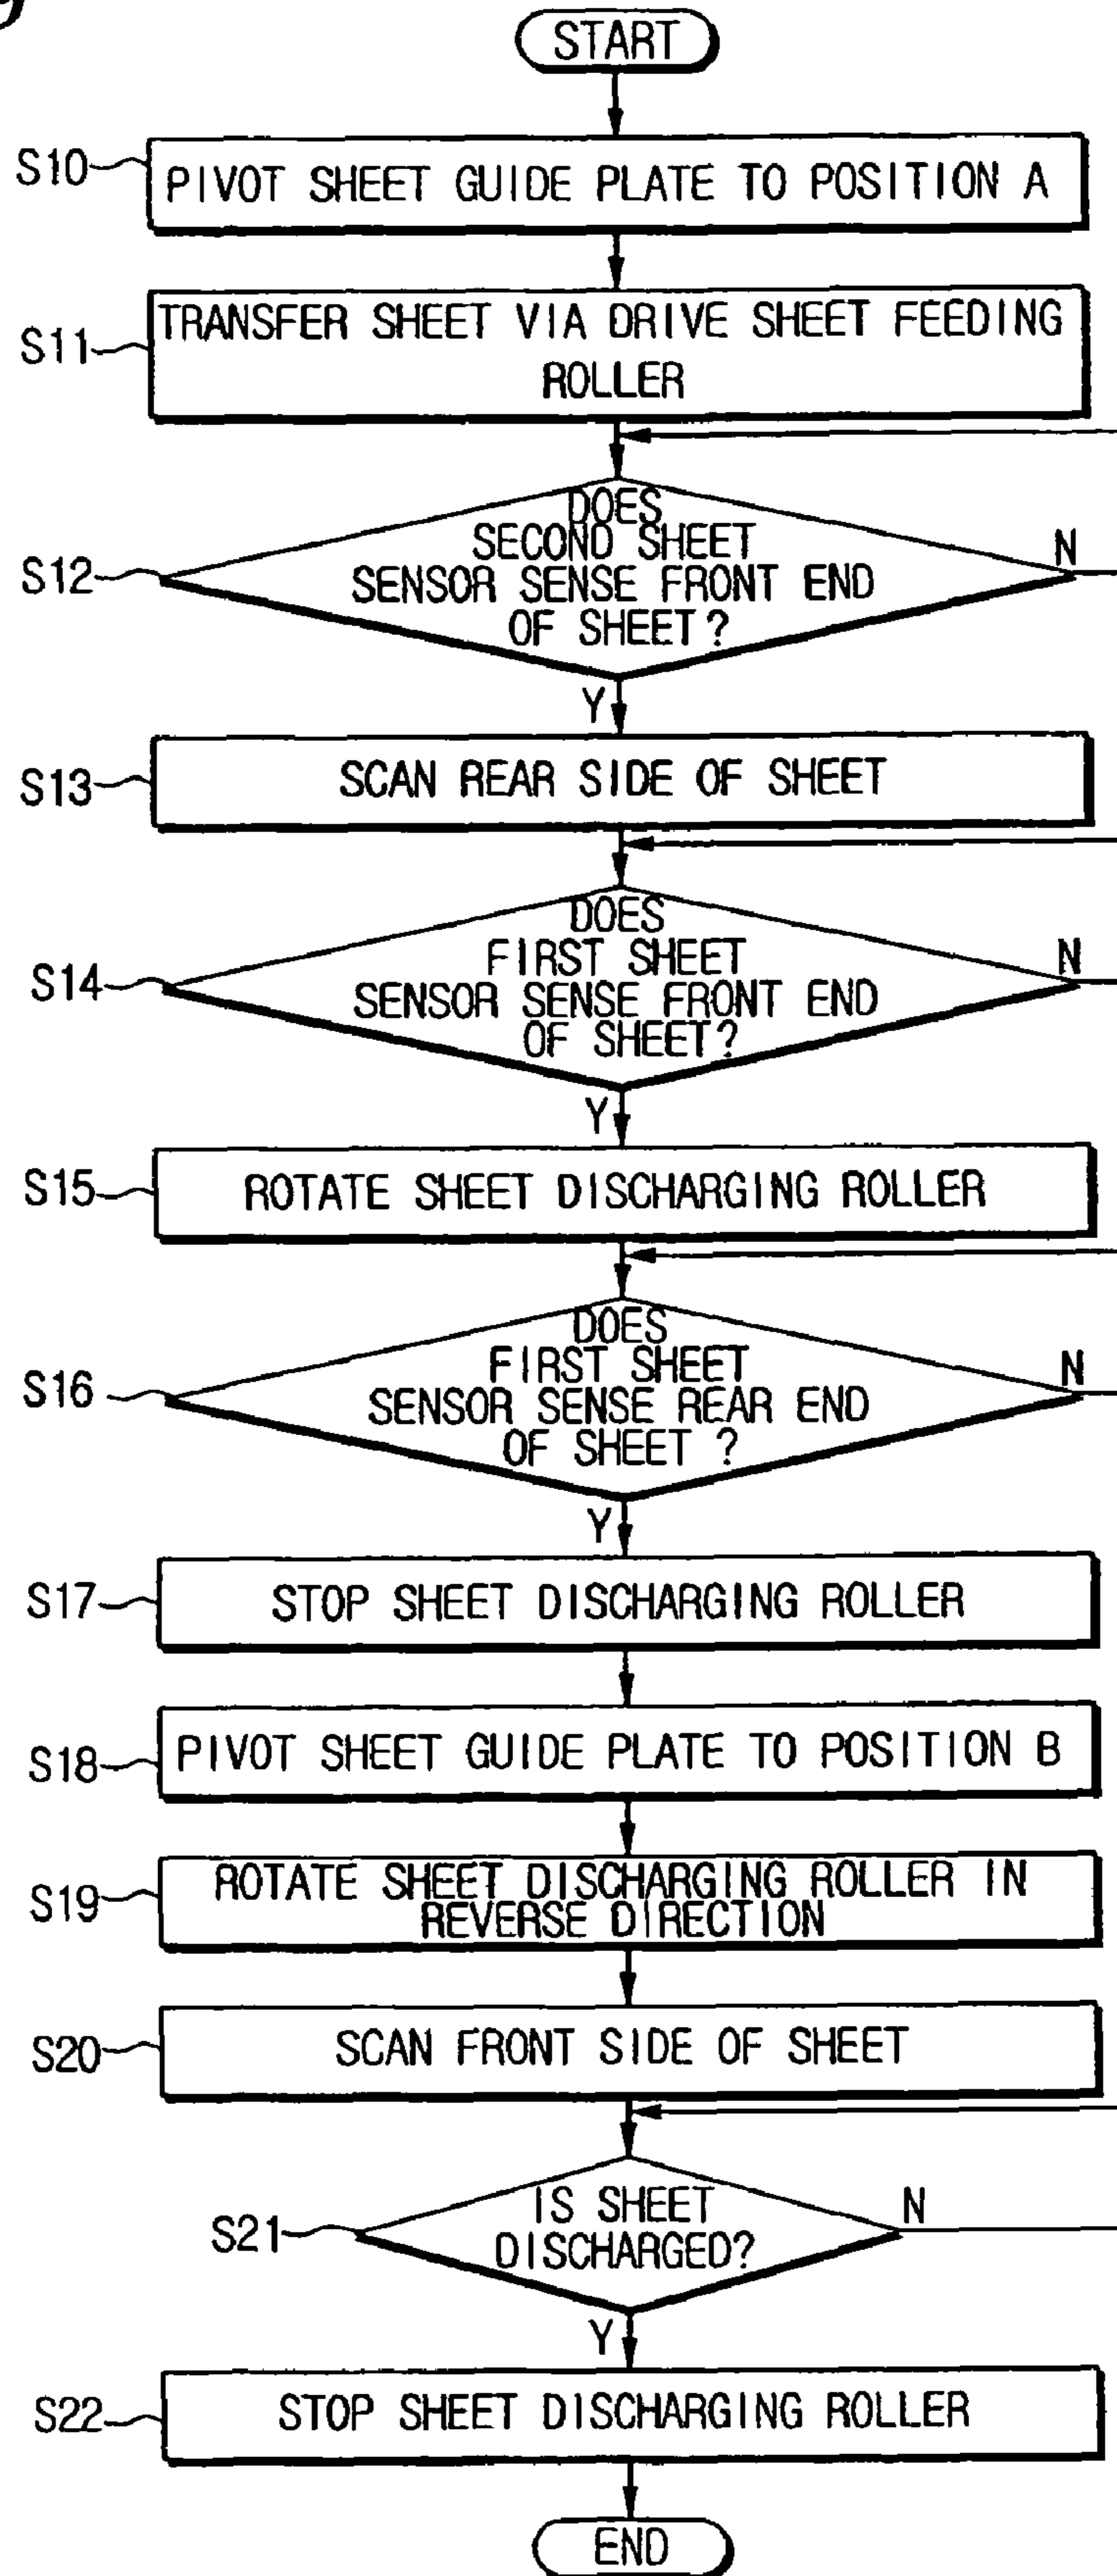 START
S10
PIVOT SHEET GUIDE PLATE TO POSITION A
S11
TRANSFER SHEET VIA DRIVE SHEET FEEDING
ROLLER
S12
DOES
SECOND SHEET
SENSOR SENSE FRONT END
OF SHEET?
N
Y
S13
SCAN REAR SIDE OF SHEET
S14
DOES
FIRST SHEET
SENSOR SENSE FRONT END
OF SHEET?
N
Y
S15
ROTATE SHEET DISCHARGING ROLLER
S16
DOES
FIRST SHEET
SENSOR SENSE REAR END
OF SHEET ?
N
Y
S17
STOP SHEET DISCHARGING ROLLER
S18
PIVOT SHEET GUIDE PLATE TO POSITION B
S19
ROTATE SHEET DISCHARGING ROLLER IN
REVERSE DIRECTION
S20
SCAN FRONT SIDE OF SHEET
S21
IS SHEET
DISCHARGED?
N
Y
S22
STOP SHEET DISCHARGING ROLLER
END